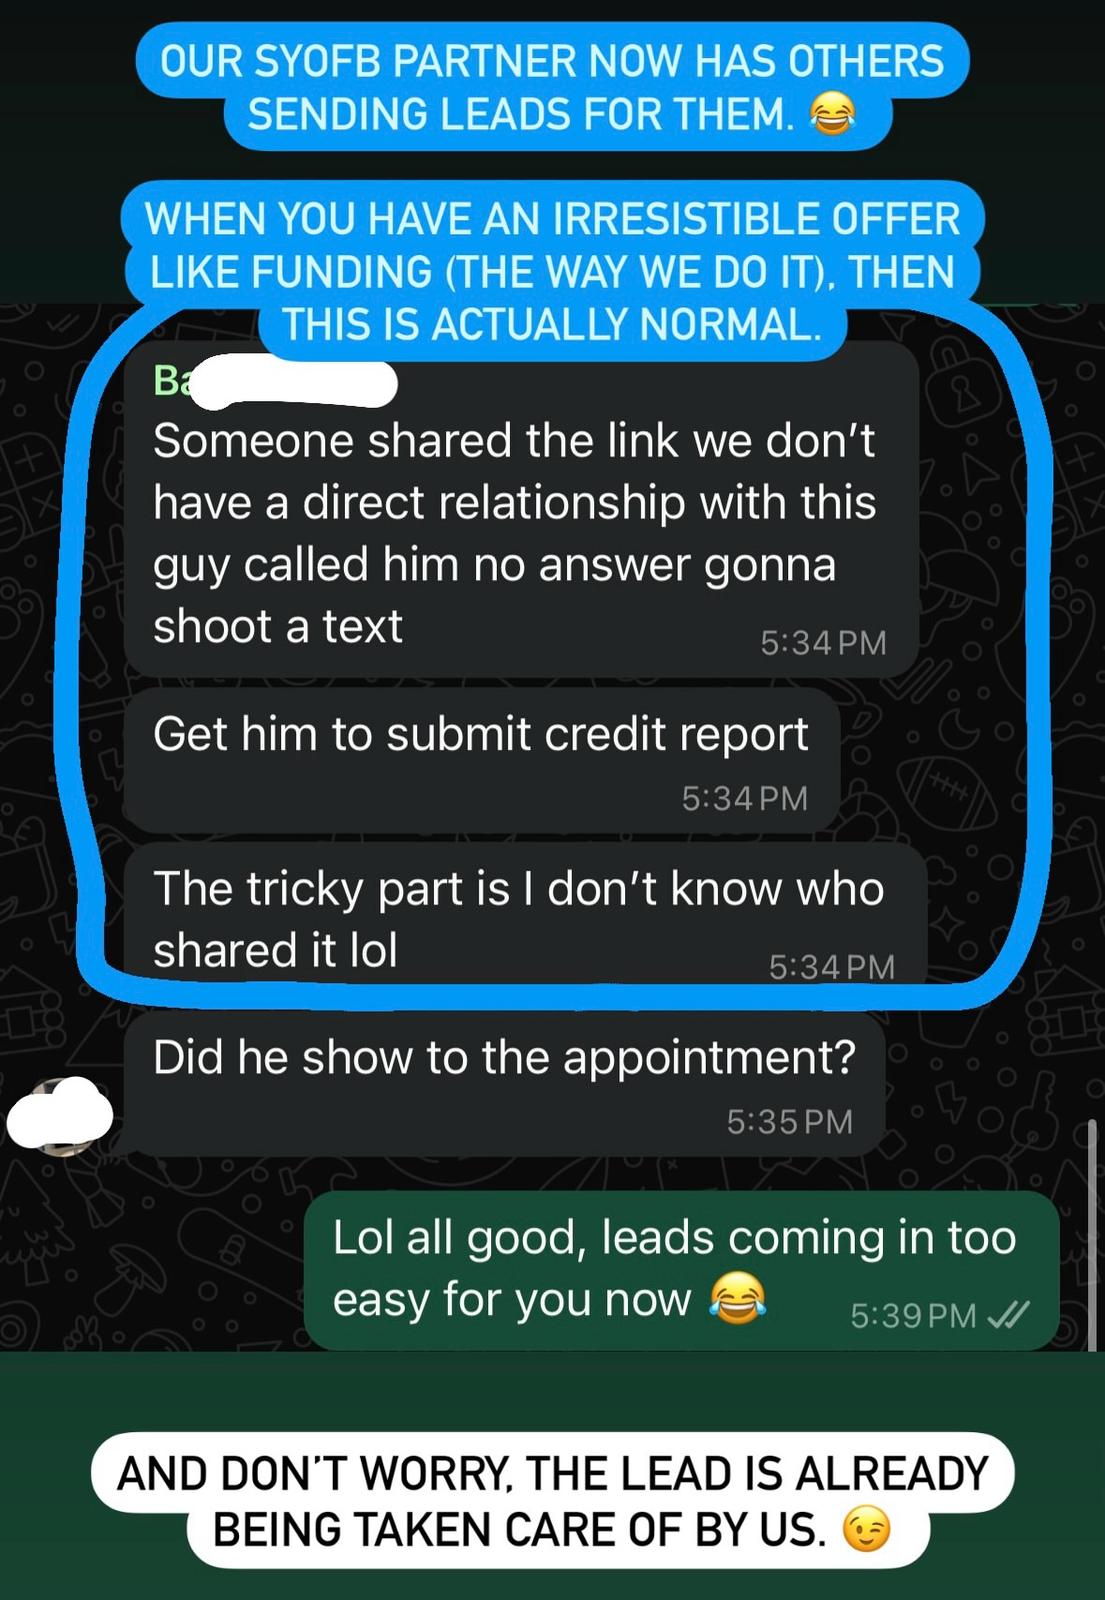 OUR SYOFB PARTNER NOW HAS OTHERS
SENDING LEADS FOR THEM. 😂
WHEN YOU HAVE AN IRRESISTIBLE OFFER
LIKE FUNDING (THE WAY WE DO IT), THEN
THIS IS ACTUALLY NORMAL.
Ba
Someone shared the link we don't
have a direct relationship with this
guy called him no answer gonna
shoot a text
5:34 PM
Get him to submit credit report
5:34 PM
The tricky part is I don't know who
shared it lol
5:34 PM
Did he show to the appointment?
5:35 PM
Lol all good, leads coming in too
easy for you now 😂
5:39 PM
AND DON'T WORRY, THE LEAD IS ALREADY
BEING TAKEN CARE OF BY US. 😉